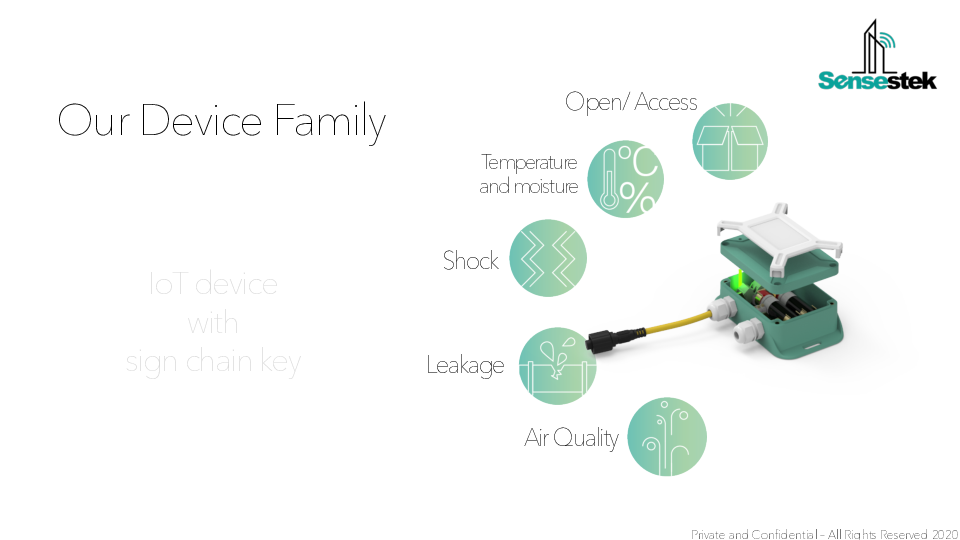 Sensestek
Our Device Family
Open/ Access
Temperature
and moisture
°C
%
Shock
IoT device
with
sign chain key
Leakage
Air Quality
Private and Confidential – All Rights Reserved 2020